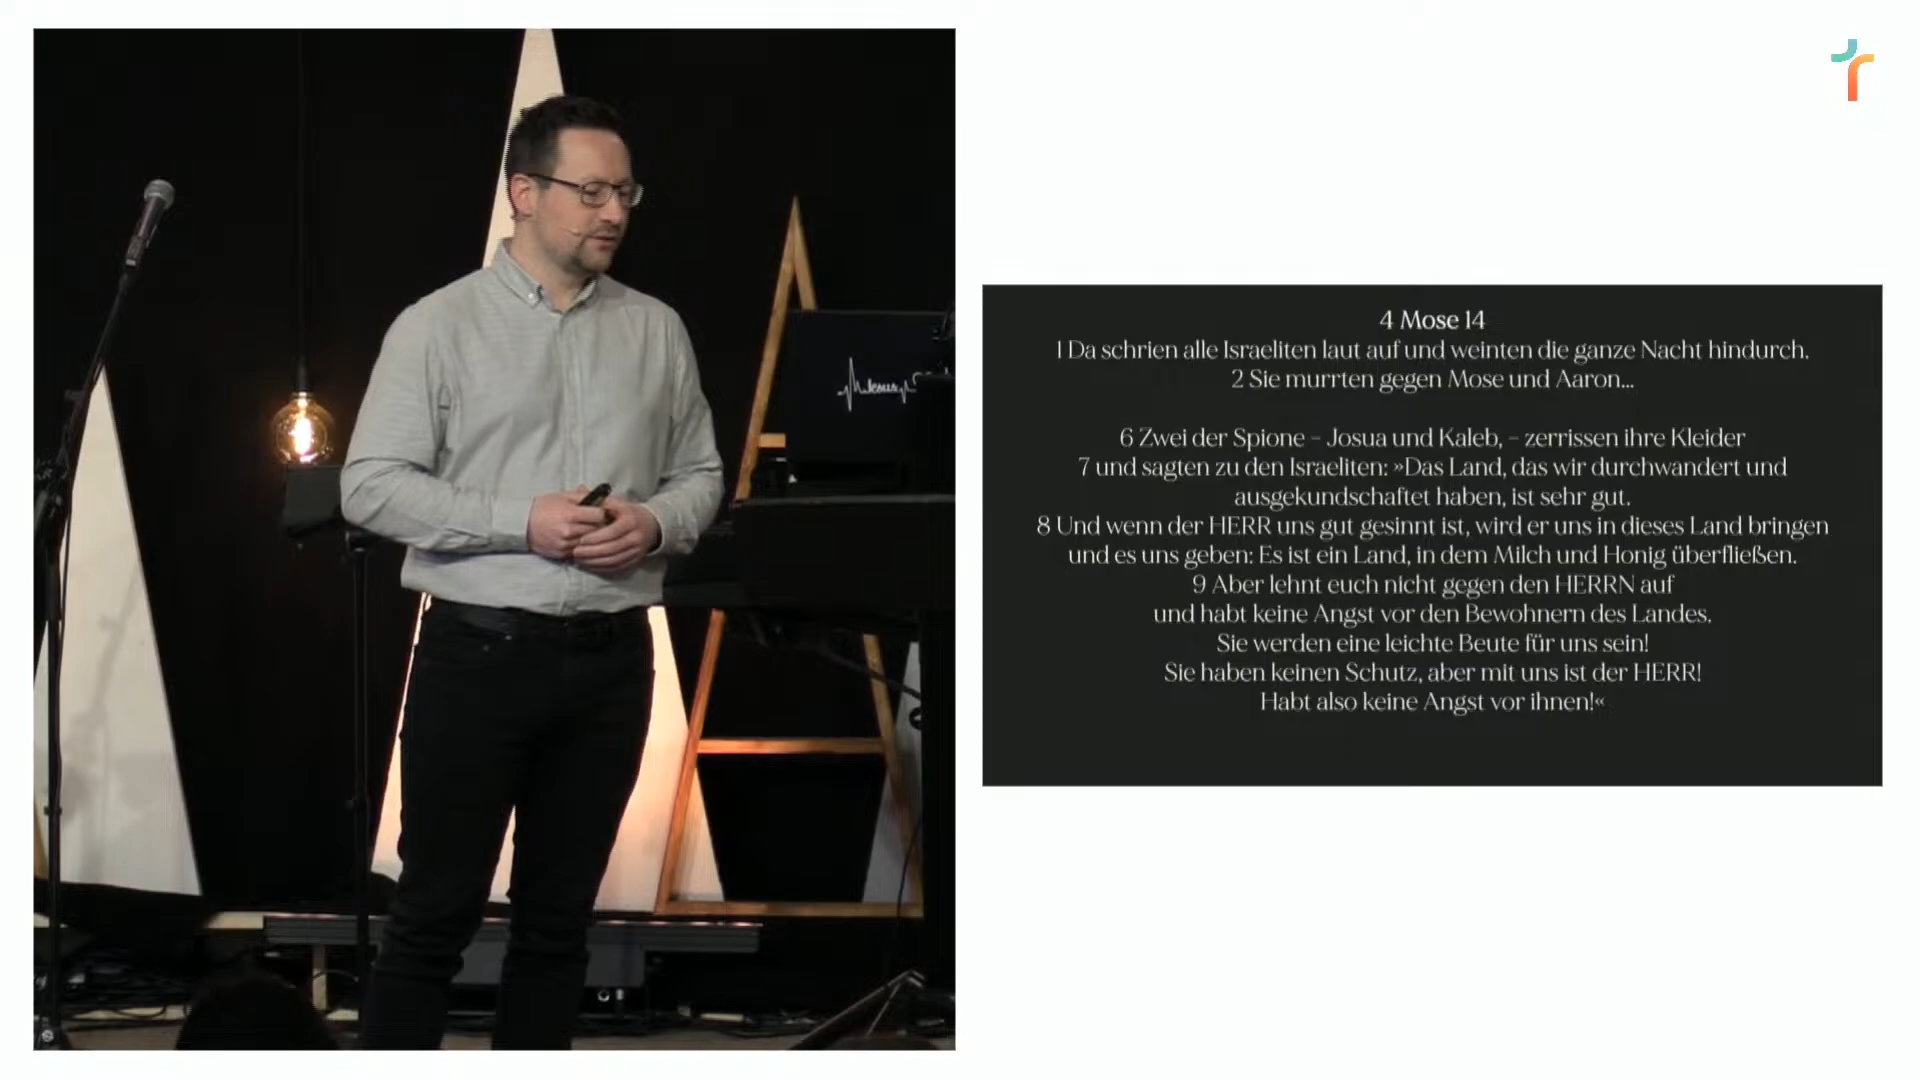 Jesus
4 Mose 14
1 Da schrien alle Israeliten laut auf und weinten die ganze Nacht hindurch.
2 Sie murrten gegen Mose und Aaron...
6 Zwei der Spione – Josua und Kaleb, – zerrissen ihre Kleider
7 und sagten zu den Israeliten: »Das Land, das wir durchwandert und
ausgekundschaftet haben, ist sehr gut.
8 Und wenn der HERR uns gut gesinnt ist, wird er uns in dieses Land bringen
und es uns geben: Es ist ein Land, in dem Milch und Honig überfließen.
9 Aber lehnt euch nicht gegen den HERRN auf
und habt keine Angst vor den Bewohnern des Landes.
Sie werden eine leichte Beute für uns sein!
Sie haben keinen Schutz, aber mit uns ist der HERR!
Habt also keine Angst vor ihnen!«